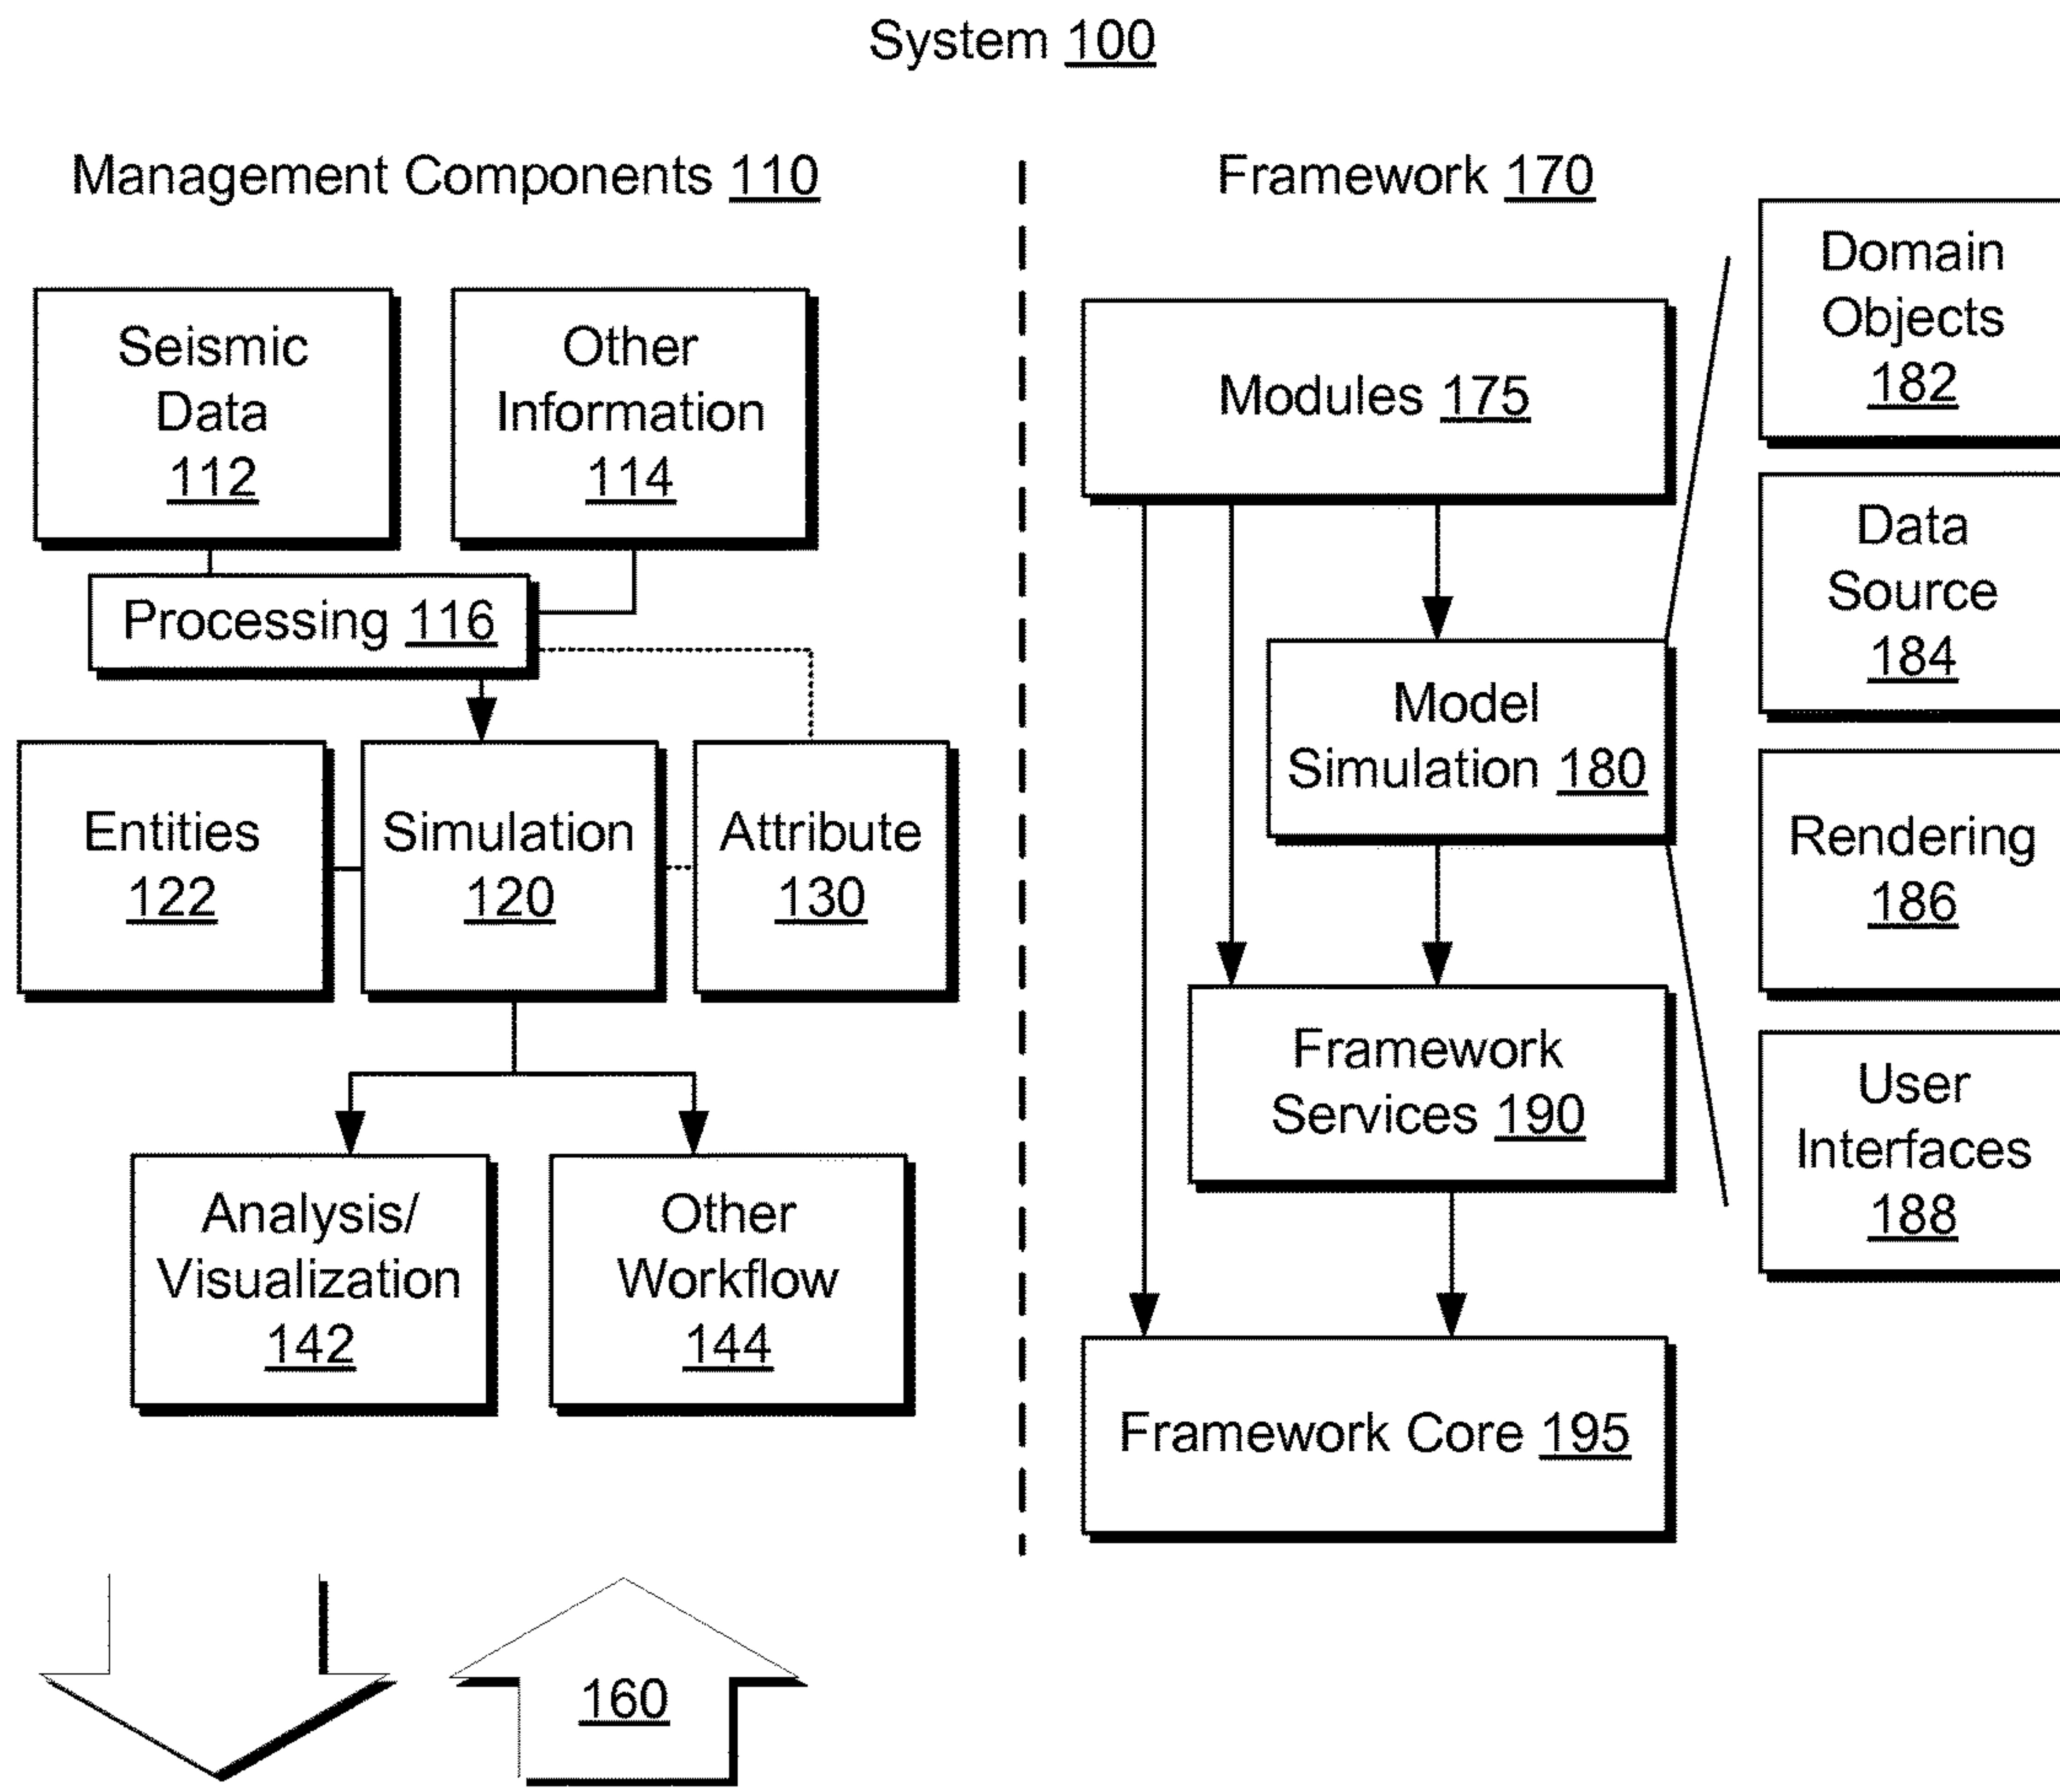 System 100
Management Components 110
Seismic
Data
112
Other
Information
114
Processing 116
Entities
122
Simulation
120
Attribute
130
Analysis/
Visualization
142
Other
Workflow
144
160
Framework 170
Modules 175
Model
Simulation 180
Framework
Services 190
Framework Core 195
Domain
Objects
182
Data
Source
184
Rendering
186
User
Interfaces
188